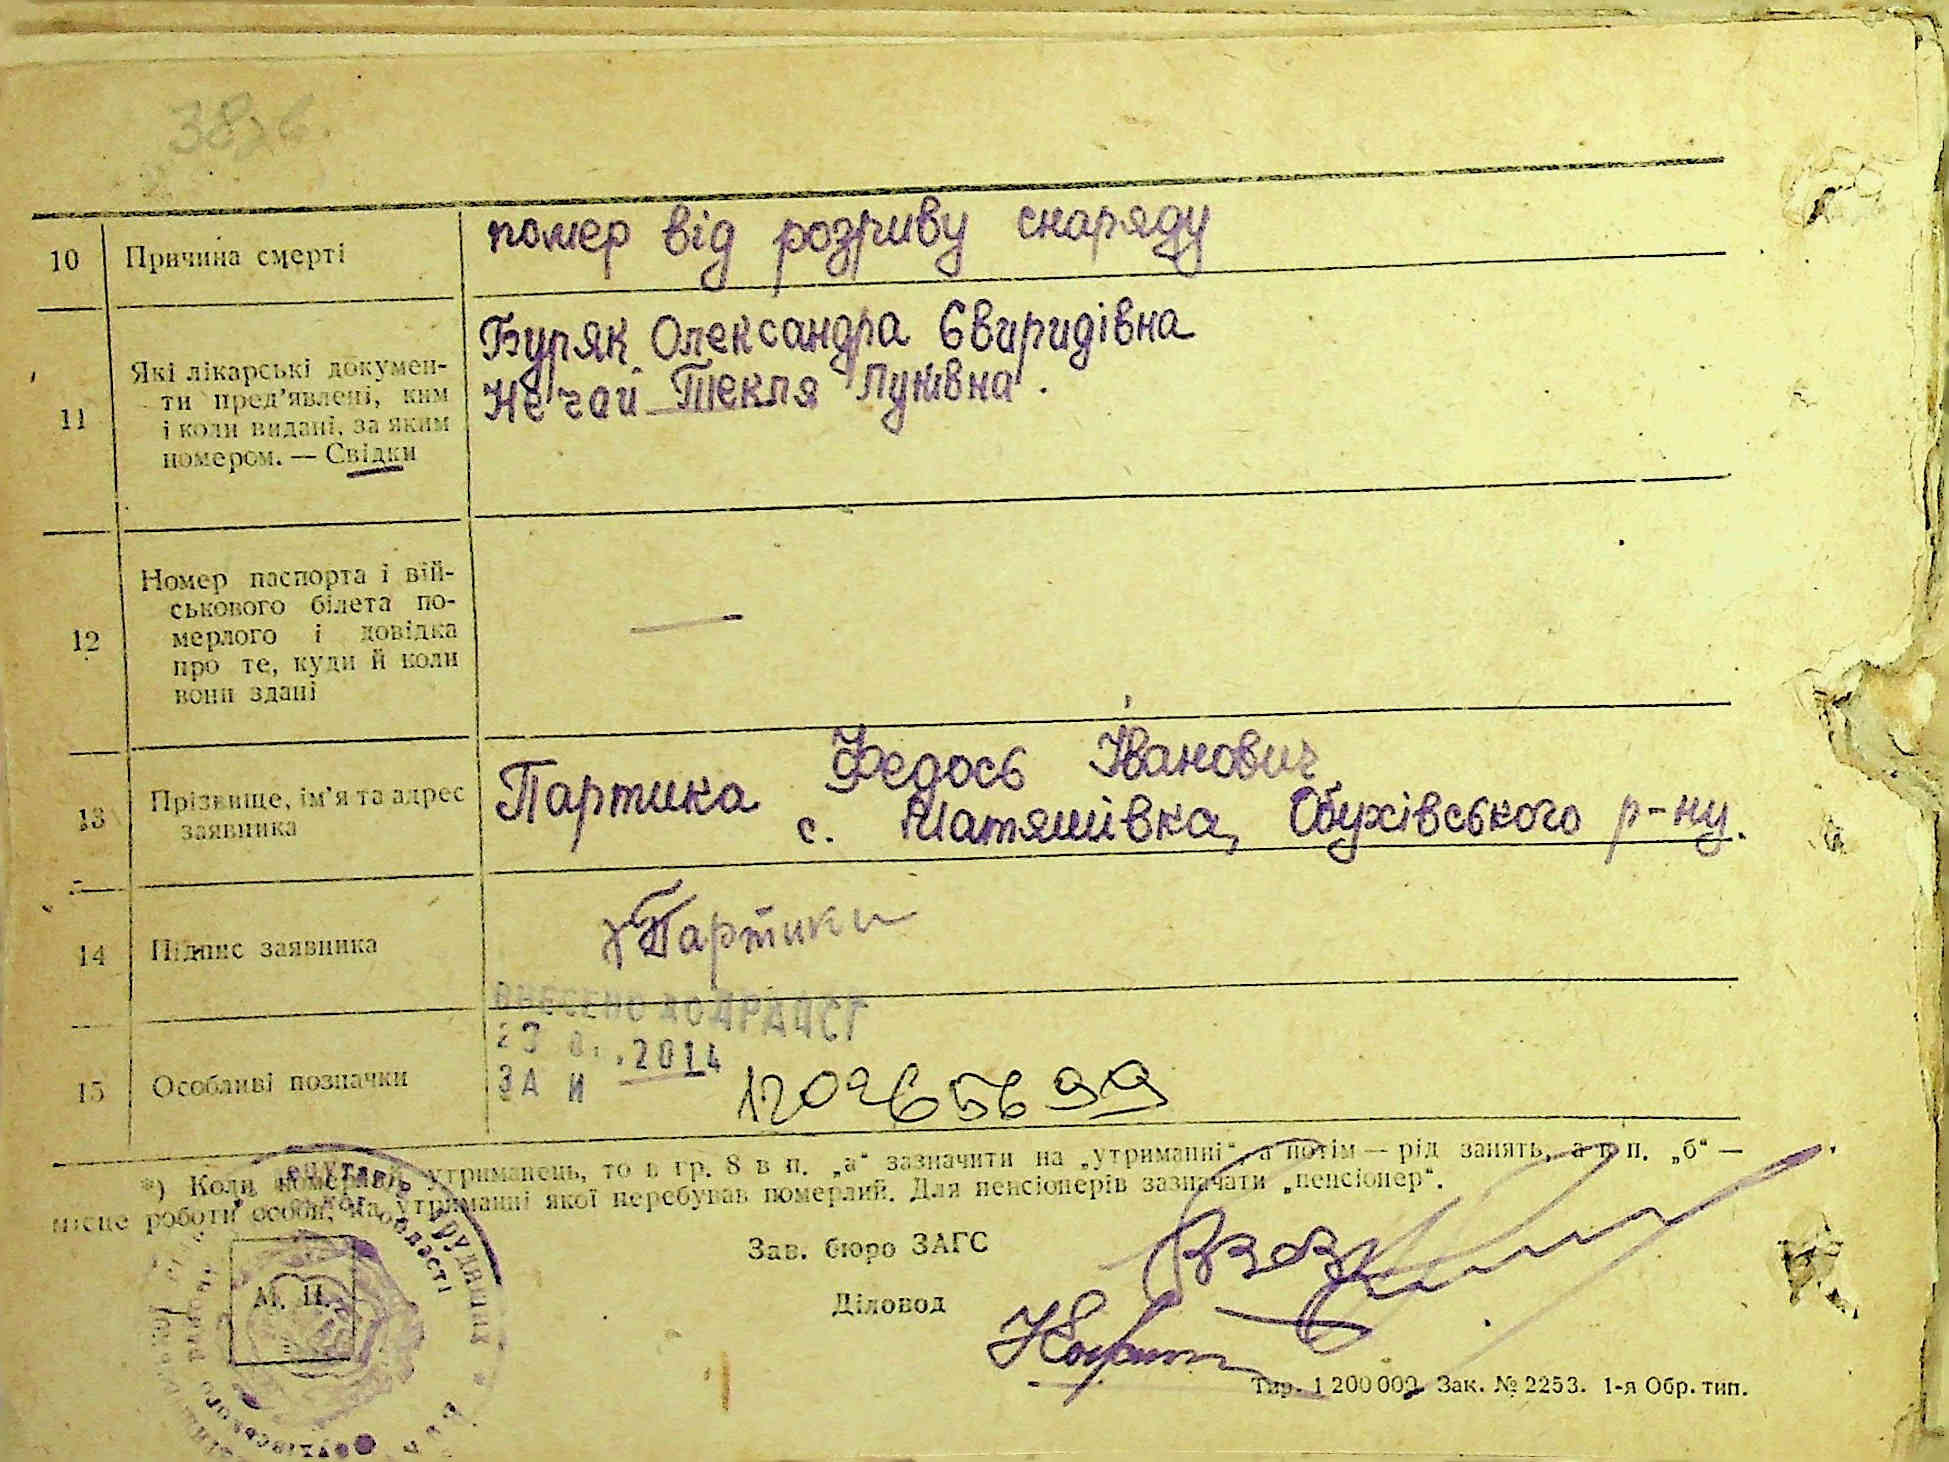 10 Причина смерті помер від розриву снаряду
11 Які лікарські докумен-
ти пред'явлені, ким
і коли видані, за яким
номером. — Свідки
Буряк Олександра Євиридівна
Нечай Текля Луківна.
12 Номер паспорта і вій-
ськового білета по-
мерлого і довідка
про те, куди й коли
вони здані
—
13 Прізвище, ім'я та адрес
заявника
Партика Федось Іванович
с. Матяшівка, Обухівського р-ну.
14 Підпис заявника Партика
ВНЕСЕНО ДО ДРАЦСГ
2014
ЗА №
15 Особливі позначки
*) Коли померлий утриманець, то в гр. 8 в п. „а“ зазначити на „утриманні“, а потім — рід занять, а в п. „б“ —
місце роботи особи, на утриманні якої перебував померлий. Для пенсіонерів зазначати „пенсіонер“.
Зав. бюро ЗАГС
М. П.
Діловод
Тир. 1 200 000. Зак. № 2253. 1-я Обр. тип.